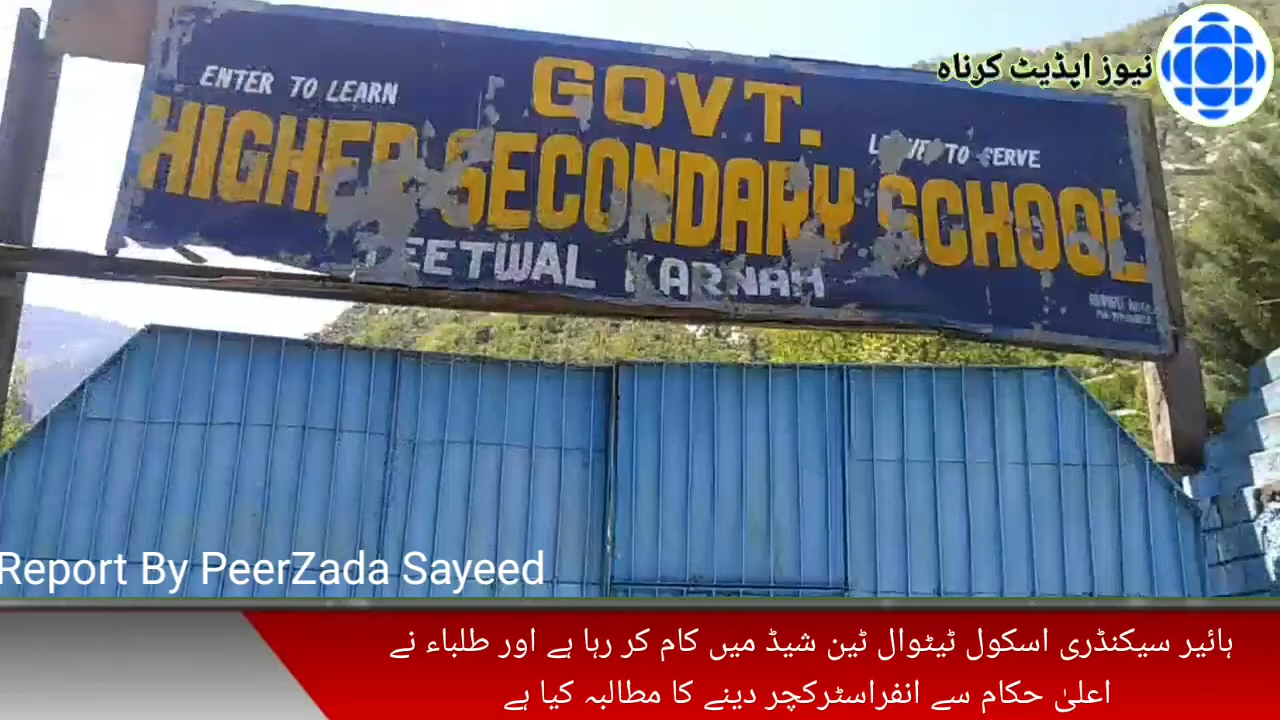 نیوز اپڈیٹ کرناہ
GOVT.
ENTER TO LEARN
TO SERVE
HIGHER SECONDARY SCHOOL
TEETWAL KARNAH
Report By PeerZada Sayeed
ہائیر سیکنڈری اسکول ٹیٹوال ٹین شیڈ میں کام کر رہا ہے اور طلباء نے
اعلیٰ حکام سے انفراسٹرکچر دینے کا مطالبہ کیا ہے